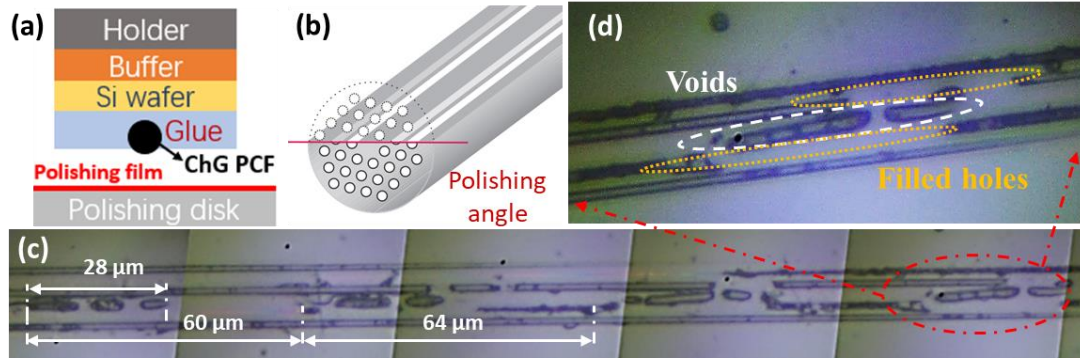 (a)
Holder
Buffer
Si wafer
Glue
ChG PCF
Polishing film
Polishing disk
(b)
Polishing
angle
(d)
Voids
Filled holes
(c)
28 μm
60 μm
64 μm